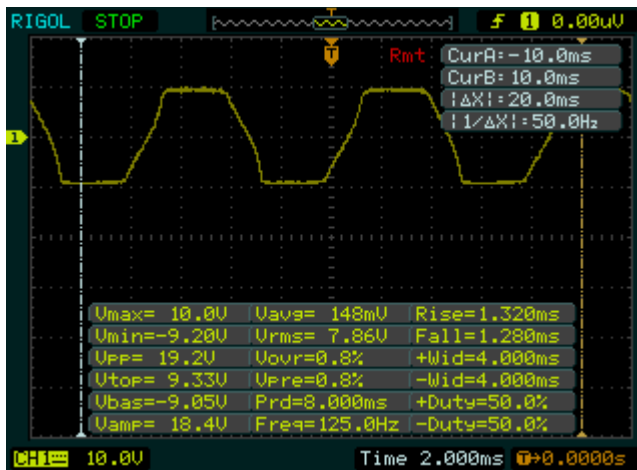 RIGOL STOP T f 1 0.00uV
T Rmt CurA:-10.0ms
CurB: 10.0ms
|ΔX|:20.0ms
|1/ΔX|:50.0Hz
1
Vmax= 10.0V Vavg= 148mV Rise=1.320ms
Vmin=-9.20V Vrms= 7.86V Fall=1.280ms
Vpp= 19.2V Vovr=0.8% +Wid=4.000ms
Vtop= 9.33V Vpre=0.8% -Wid=4.000ms
Vbas=-9.05V Prd=8.000ms +Duty=50.0%
Vamp= 18.4V Freq=125.0Hz -Duty=50.0%
CH1 10.0V Time 2.000ms T→0.0000s